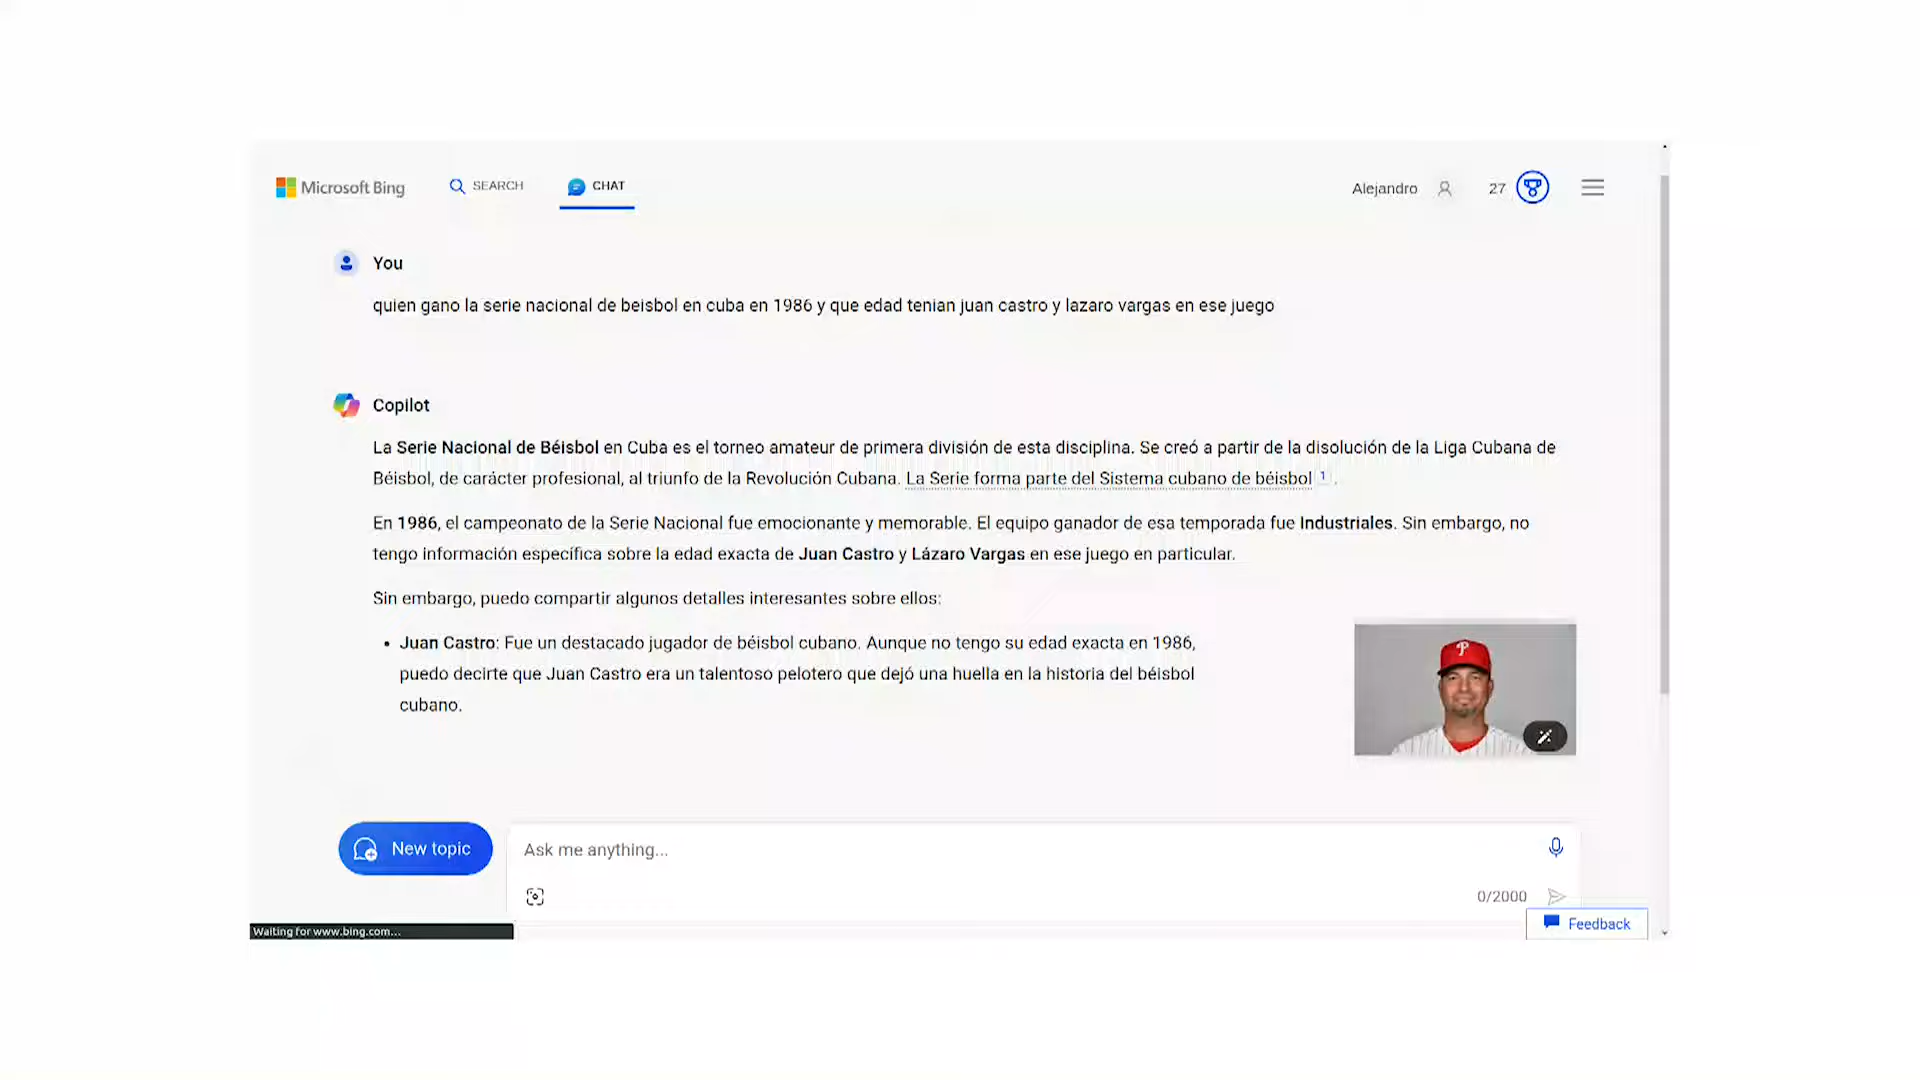 Microsoft Bing
SEARCH
CHAT
Alejandro
27
You
quien gano la serie nacional de beisbol en cuba en 1986 y que edad tenian juan castro y lazaro vargas en ese juego
Copilot
La Serie Nacional de Béisbol en Cuba es el torneo amateur de primera división de esta disciplina. Se creó a partir de la disolución de la Liga Cubana de
Béisbol, de carácter profesional, al triunfo de la Revolución Cubana. La Serie forma parte del Sistema cubano de béisbol 1 .
En 1986, el campeonato de la Serie Nacional fue emocionante y memorable. El equipo ganador de esa temporada fue Industriales. Sin embargo, no
tengo información específica sobre la edad exacta de Juan Castro y Lázaro Vargas en ese juego en particular.
Sin embargo, puedo compartir algunos detalles interesantes sobre ellos:
• Juan Castro: Fue un destacado jugador de béisbol cubano. Aunque no tengo su edad exacta en 1986,
puedo decirte que Juan Castro era un talentoso pelotero que dejó una huella en la historia del béisbol
cubano.
P
New topic
Ask me anything...
0/2000
Feedback
Waiting for www.bing.com...